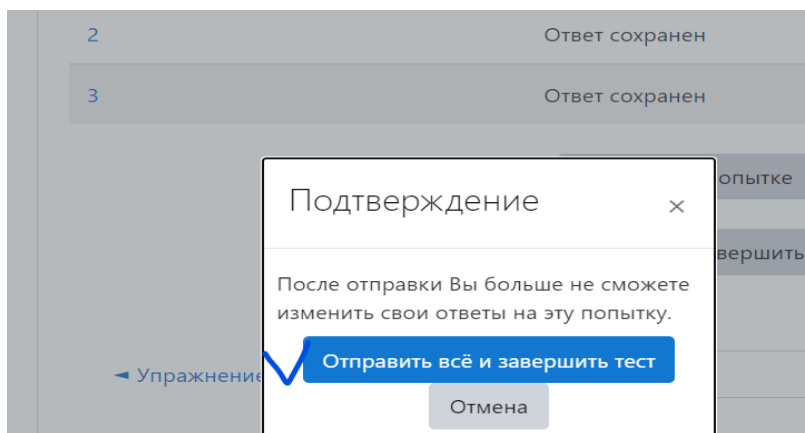 2 Ответ сохранен
3 Ответ сохранен
опытке
Подтверждение ×
вершить
После отправки Вы больше не сможете
изменить свои ответы на эту попытку.
Отправить всё и завершить тест
◄ Упражнение
Отмена